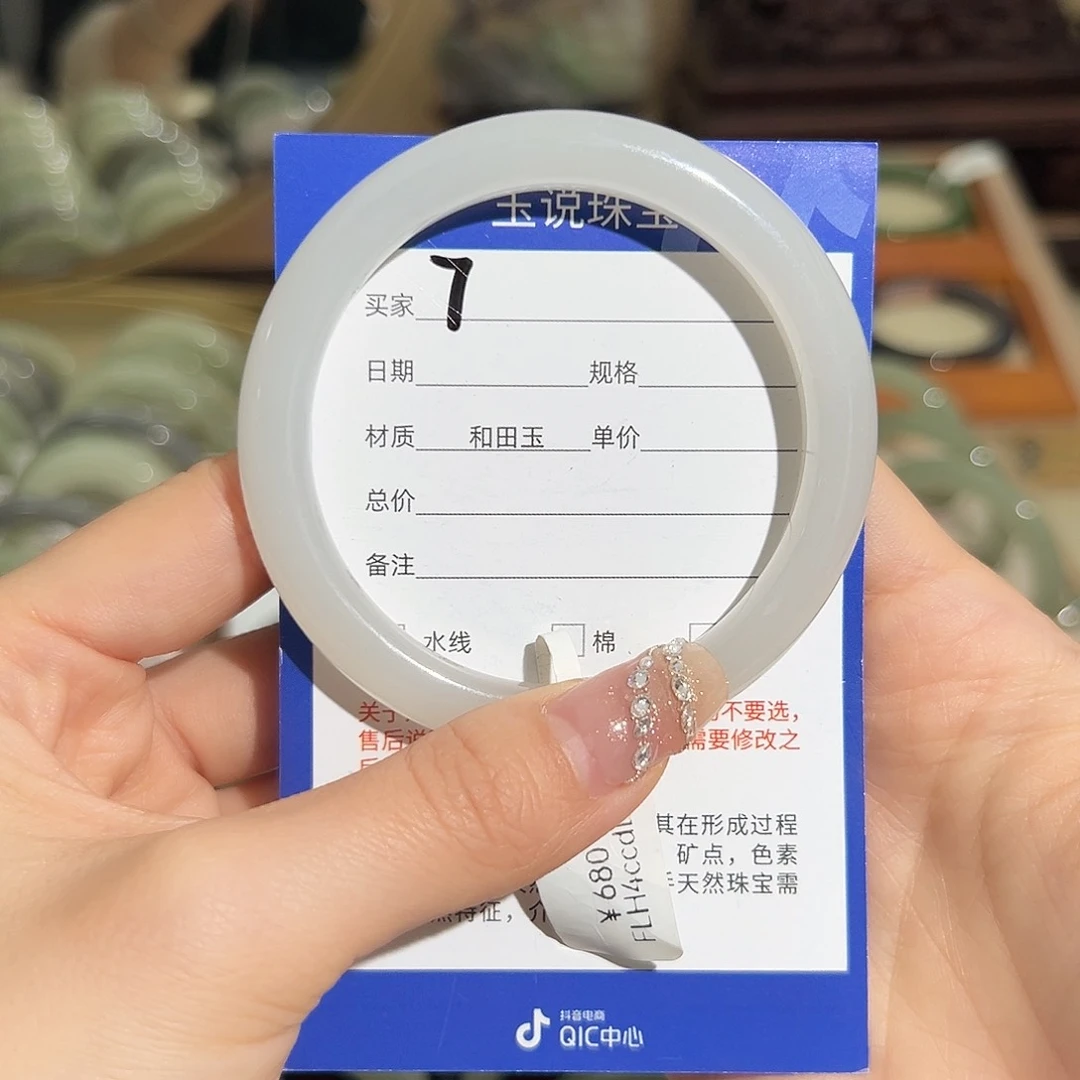 玉说珠宝
买家 7
日期 规格
材质 和田玉 单价
总价
备注
水线 棉
不要选，
售后 需要修改之
其在形成过程
矿点，色素
天然珠宝需
特征，
¥680
FLH4ccd
抖音电商
QIC中心